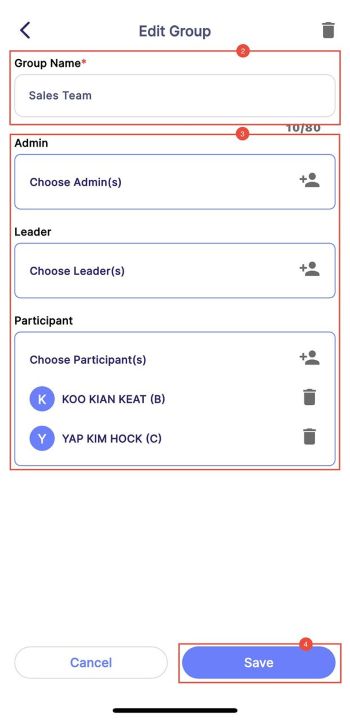 Edit Group
2
Group Name*
Sales Team
10/80
3
Admin
Choose Admin(s)
Leader
Choose Leader(s)
Participant
Choose Participant(s)
K KOO KIAN KEAT (B)
Y YAP KIM HOCK (C)
4
Cancel Save